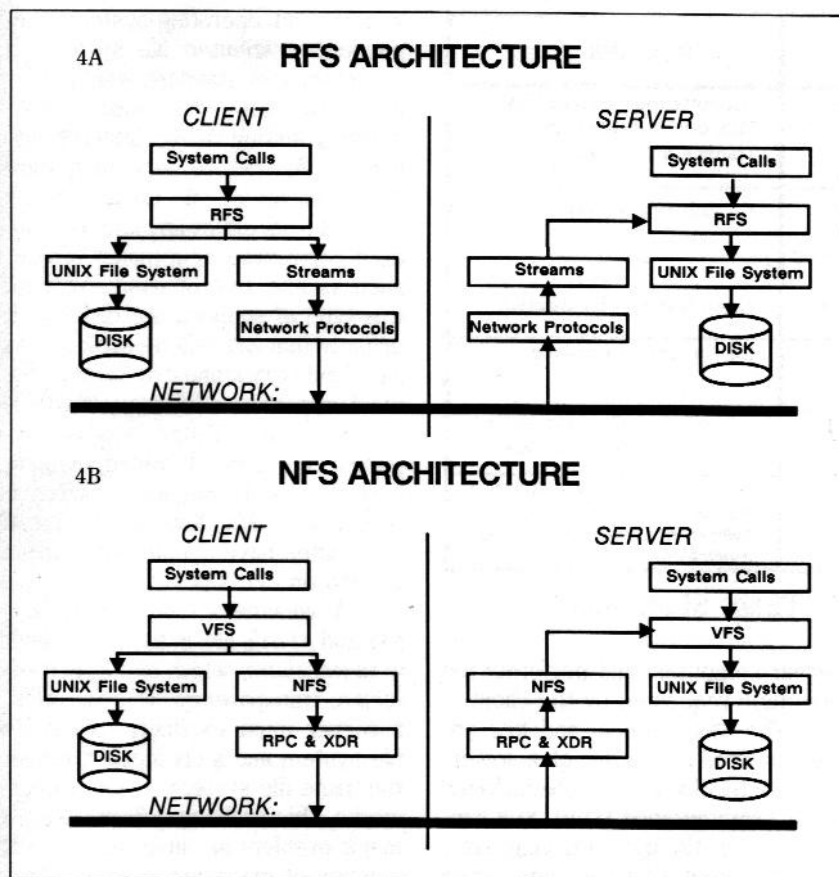 4A
RFS ARCHITECTURE
CLIENT
SERVER
System Calls
RFS
UNIX File System
Streams
DISK
Network Protocols
System Calls
RFS
Streams
UNIX File System
Network Protocols
DISK
NETWORK:
4B
NFS ARCHITECTURE
CLIENT
SERVER
System Calls
VFS
UNIX File System
NFS
DISK
RPC & XDR
System Calls
VFS
NFS
UNIX File System
RPC & XDR
DISK
NETWORK: